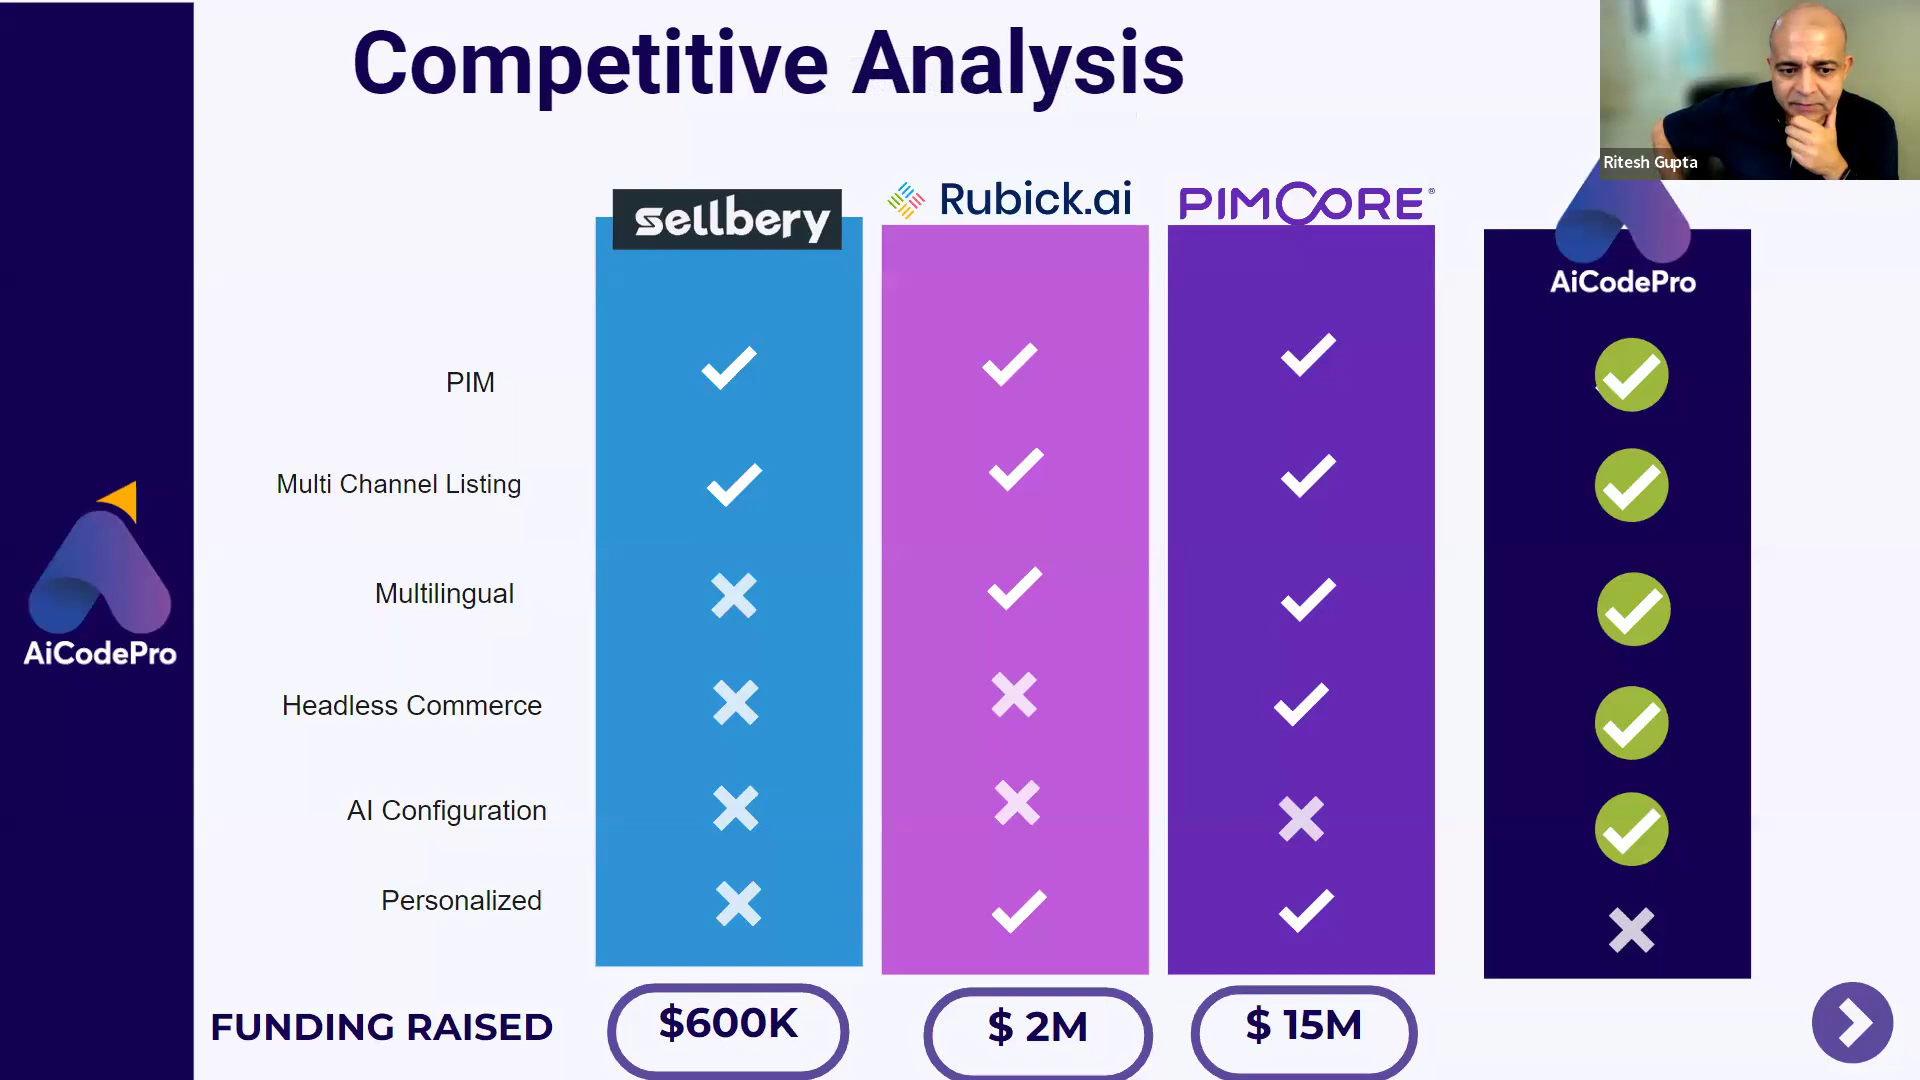 Competitive Analysis
Ritesh Gupta
sellbery
Rubick.ai
PIMCORE®
AiCodePro
PIM
Multi Channel Listing
Multilingual
Headless Commerce
AI Configuration
Personalized
AiCodePro
FUNDING RAISED
$600K
$ 2M
$ 15M